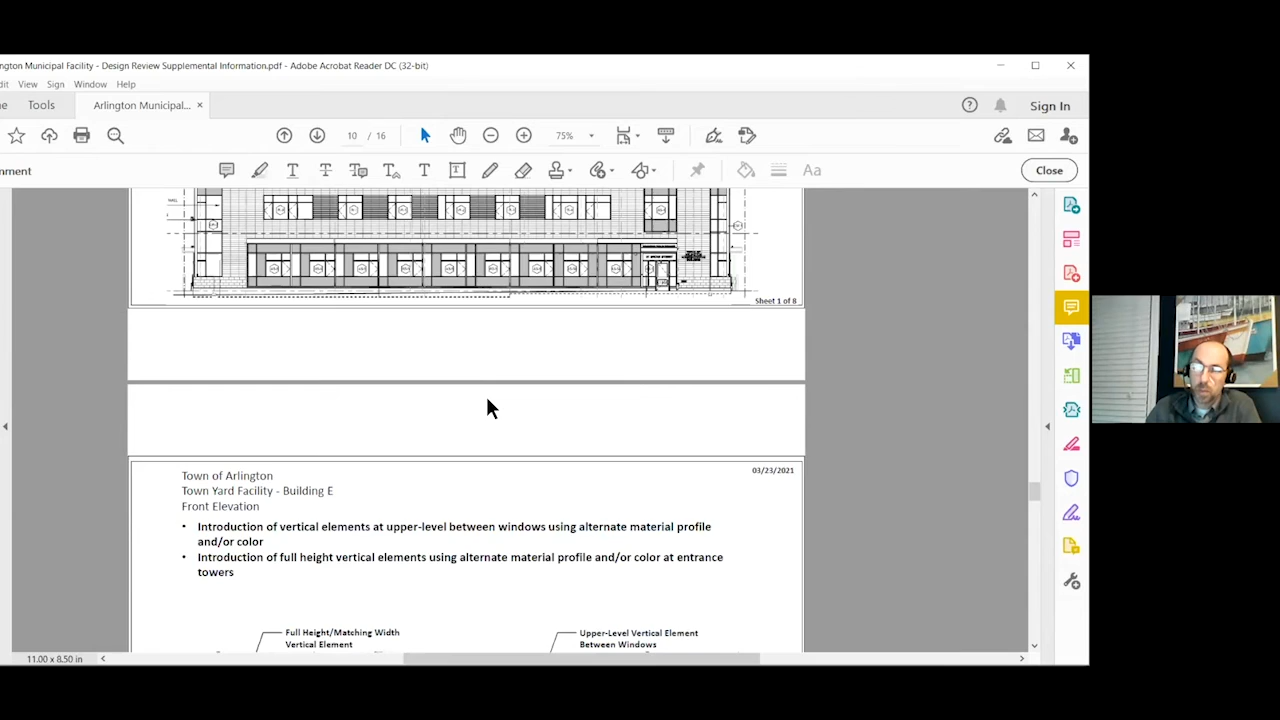 ngton Municipal Facility - Design Review Supplemental Information.pdf - Adobe Acrobat Reader DC (32-bit)
dit View Sign Window Help
ne Tools Arlington Municipal... × Sign In
10 / 16 75%
nment Close
Sheet 1 of 8
03/23/2021
Town of Arlington
Town Yard Facility - Building E
Front Elevation
• Introduction of vertical elements at upper-level between windows using alternate material profile
and/or color
• Introduction of full height vertical elements using alternate material profile and/or color at entrance
towers
Full Height/Matching Width
Vertical Element
Upper-Level Vertical Element
Between Windows
11.00 x 8.50 in